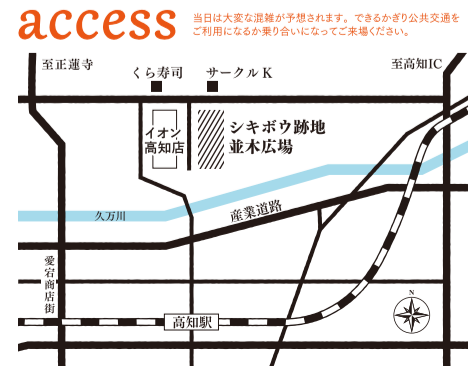 access
当日は大変な混雑が予想されます。できるかぎり公共交通を
ご利用になるか乗り合いになってご来場ください。
至正蓮寺
くら寿司
サークルK
至高知IC
イオン
高知店
シキボウ跡地
並木広場
久万川
産業道路
愛宕商店街
高知駅
N